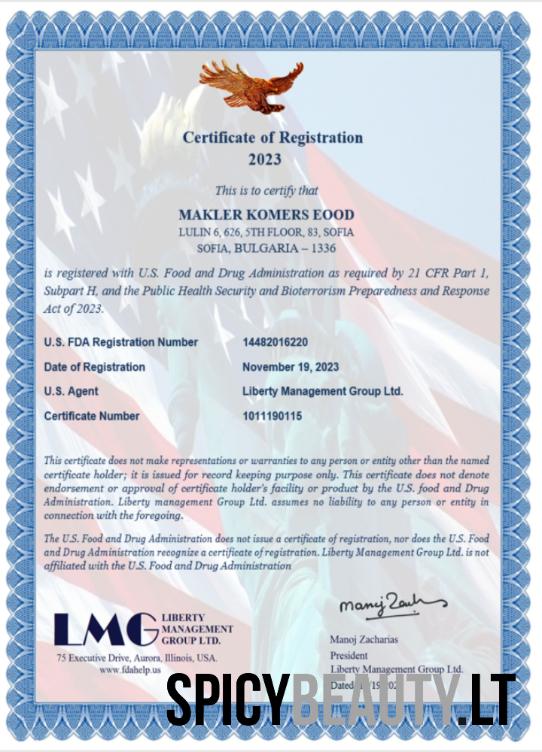 Certificate of Registration
2023
This is to certify that
MAKLER KOMERS EOOD
LULIN 6, 626, 5TH FLOOR, 83, SOFIA
SOFIA, BULGARIA – 1336
is registered with U.S. Food and Drug Administration as required by 21 CFR Part 1,
Subpart H, and the Public Health Security and Bioterrorism Preparedness and Response
Act of 2023.
U.S. FDA Registration Number 14482016220
Date of Registration November 19, 2023
U.S. Agent Liberty Management Group Ltd.
Certificate Number 1011190115
This certificate does not make representations or warranties to any person or entity other than the named
certificate holder; it is issued for record keeping purpose only. This certificate does not denote
endorsement or approval of certificate holder's facility or product by the U.S. food and Drug
Administration. Liberty management Group Ltd. assumes no liability to any person or entity in
connection with the foregoing.
The U.S. Food and Drug Administration does not issue a certificate of registration, nor does the U.S. Food
and Drug Administration recognize a certificate of registration. Liberty Management Group Ltd. is not
affiliated with the U.S. Food and Drug Administration
LMG LIBERTY
MANAGEMENT
GROUP LTD.
75 Executive Drive, Aurora, Illinois, USA.
www.fdahelp.us
Manoj Zacharias
President
Liberty Management Group Ltd.
Dated:
SPICYBEAUTY.LT